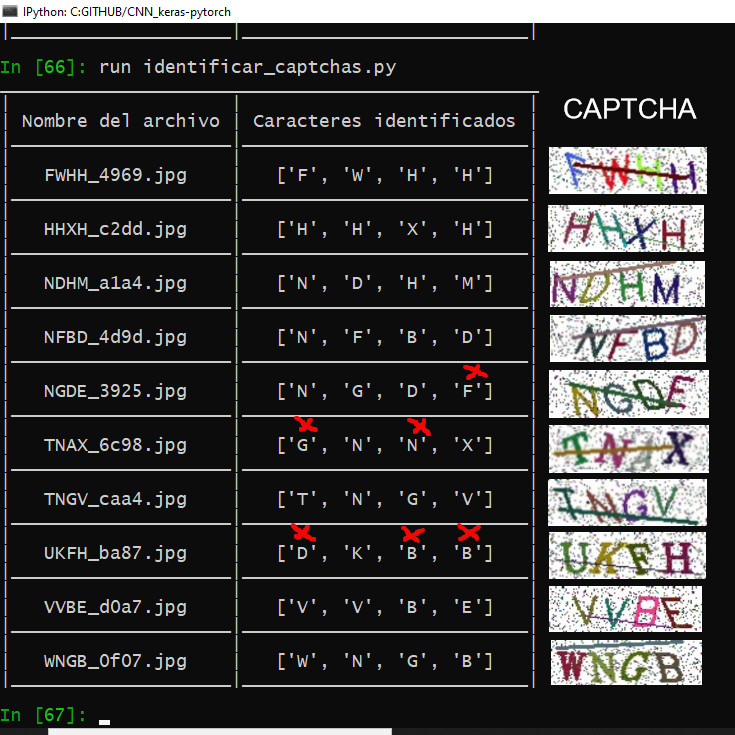 IPython: C:GITHUB/CNN_keras-pytorch
In [66]: run identificar_captchas.py
Nombre del archivo Caracteres identificados CAPTCHA
FWHH_4969.jpg ['F', 'W', 'H', 'H'] FWHH
HHXH_c2dd.jpg ['H', 'H', 'X', 'H'] HHXH
NDHM_a1a4.jpg ['N', 'D', 'H', 'M'] NDHM
NFBD_4d9d.jpg ['N', 'F', 'B', 'D'] NFBD
NGDE_3925.jpg ['N', 'G', 'D', 'F'] NGDE
TNAX_6c98.jpg ['G', 'N', 'N', 'X'] TNAX
TNGV_caa4.jpg ['T', 'N', 'G', 'V'] TNGV
UKFH_ba87.jpg ['D', 'K', 'B', 'B'] UKFH
VVBE_d0a7.jpg ['V', 'V', 'B', 'E'] VVBE
WNGB_0f07.jpg ['W', 'N', 'G', 'B'] WNGB
In [67]: